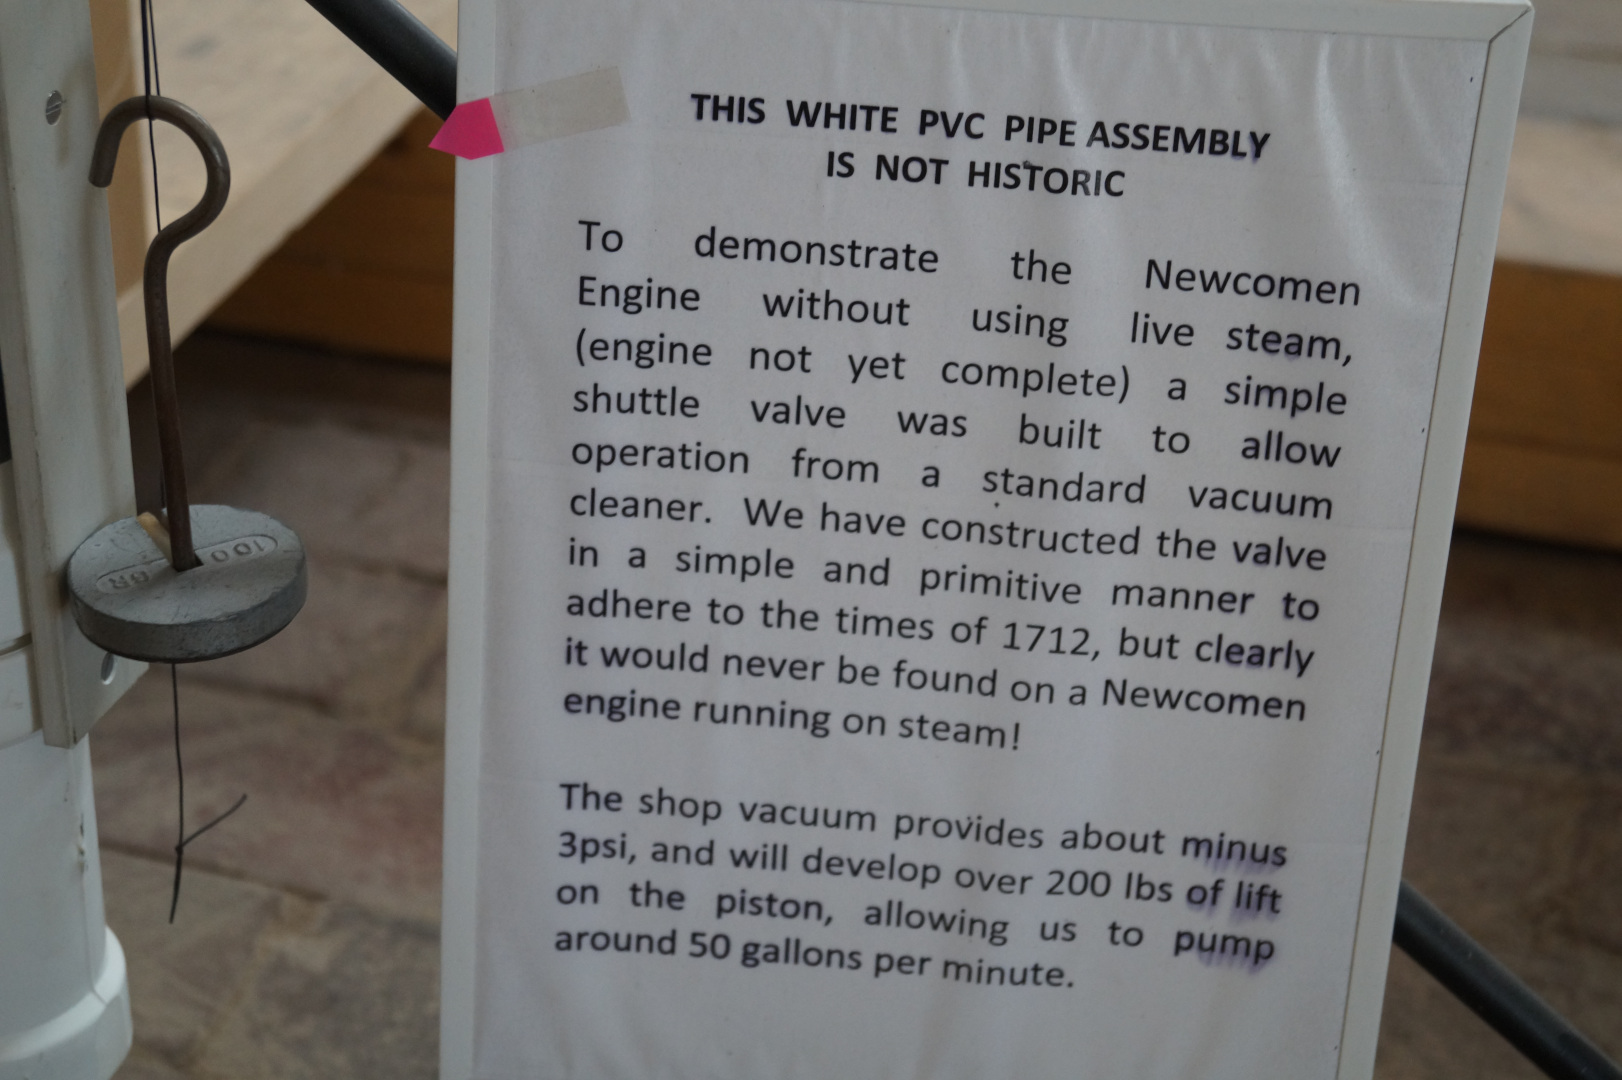 THIS WHITE PVC PIPE ASSEMBLY
IS NOT HISTORIC
To demonstrate the Newcomen
Engine without using live steam,
(engine not yet complete) a simple
shuttle valve was built to allow
operation from a standard vacuum
cleaner. We have constructed the valve
in a simple and primitive manner to
adhere to the times of 1712, but clearly
it would never be found on a Newcomen
engine running on steam!
The shop vacuum provides about minus
3psi, and will develop over 200 lbs of lift
on the piston, allowing us to pump
around 50 gallons per minute.
100
GR